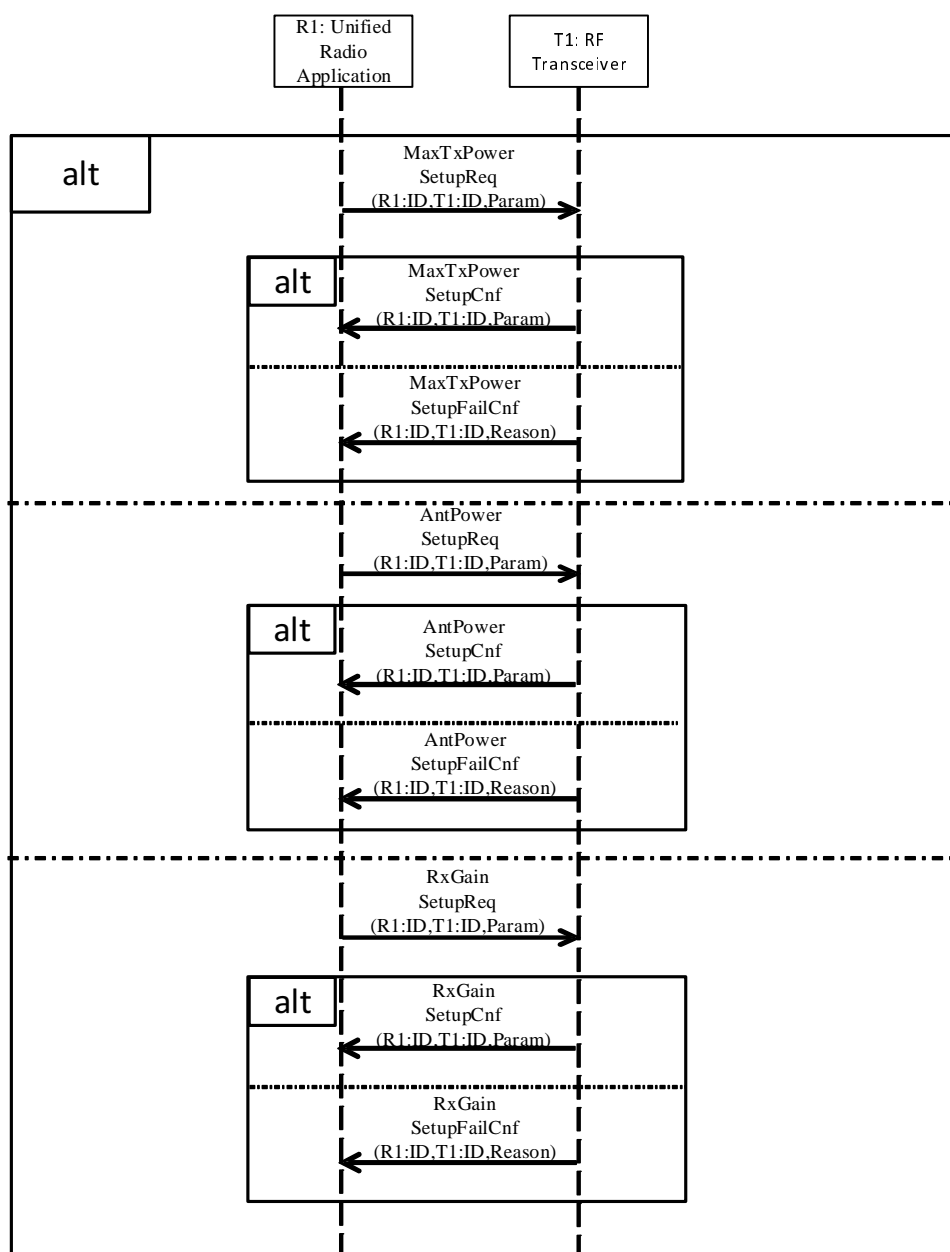 R1: Unified
Radio
Application
T1: RF
Transceiver
alt
MaxTxPower
SetupReq
(R1:ID,T1:ID,Param)
alt
MaxTxPower
SetupCnf
(R1:ID,T1:ID,Param)
MaxTxPower
SetupFailCnf
(R1:ID,T1:ID,Reason)
AntPower
SetupReq
(R1:ID,T1:ID,Param)
alt
AntPower
SetupCnf
(R1:ID,T1:ID,Param)
AntPower
SetupFailCnf
(R1:ID,T1:ID,Reason)
RxGain
SetupReq
(R1:ID,T1:ID,Param)
alt
RxGain
SetupCnf
(R1:ID,T1:ID,Param)
RxGain
SetupFailCnf
(R1:ID,T1:ID,Reason)